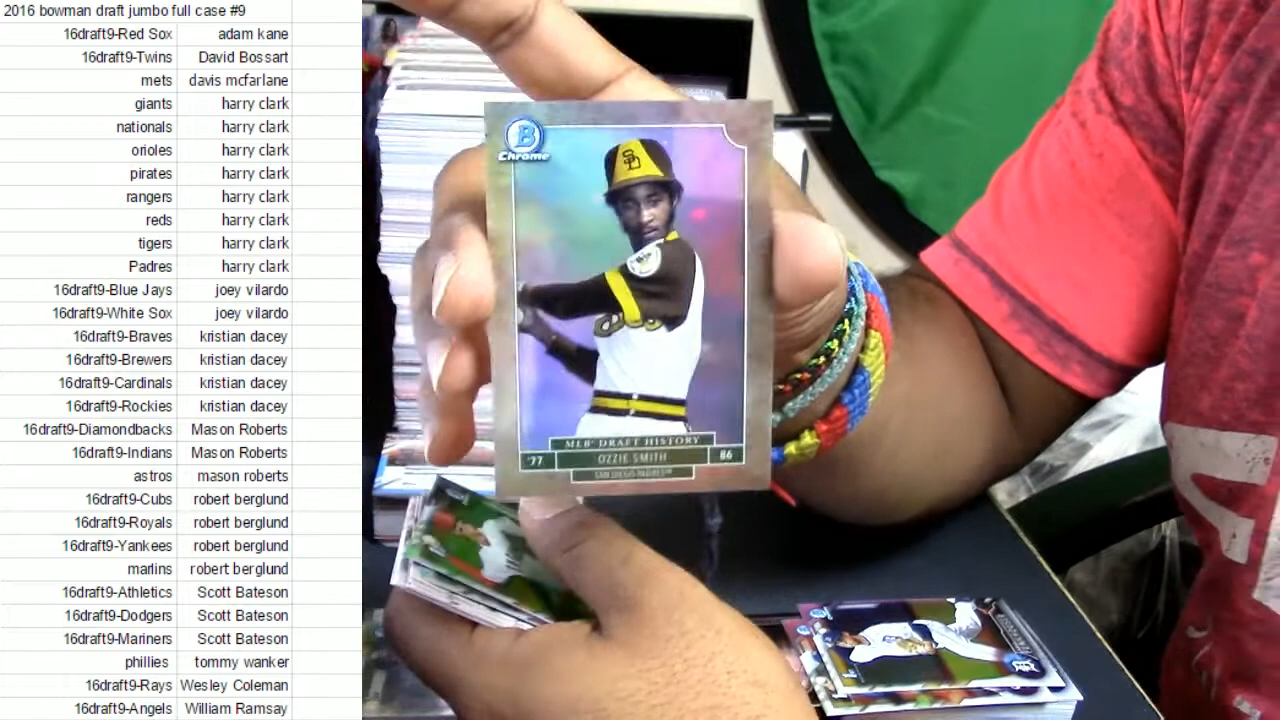 2016 bowman draft jumbo full case #9
16draft9-Red Sox adam kane
16draft9-Twins David Bossart
mets davis mcfarlane
giants harry clark
nationals harry clark
orioles harry clark
pirates harry clark
rangers harry clark
reds harry clark
tigers harry clark
Padres harry clark
16draft9-Blue Jays joey vilardo
16draft9-White Sox joey vilardo
16draft9-Braves kristian dacey
16draft9-Brewers kristian dacey
16draft9-Cardinals kristian dacey
16draft9-Rockies kristian dacey
16draft9-Diamondbacks Mason Roberts
16draft9-Indians Mason Roberts
astros mason roberts
16draft9-Cubs robert berglund
16draft9-Royals robert berglund
16draft9-Yankees robert berglund
marlins robert berglund
16draft9-Athletics Scott Bateson
16draft9-Dodgers Scott Bateson
16draft9-Mariners Scott Bateson
phillies tommy wanker
16draft9-Rays Wesley Coleman
16draft9-Angels William Ramsay
B
Chrome
SD
MLB® DRAFT HISTORY
'77 OZZIE SMITH 86
SAN DIEGO PADRES™